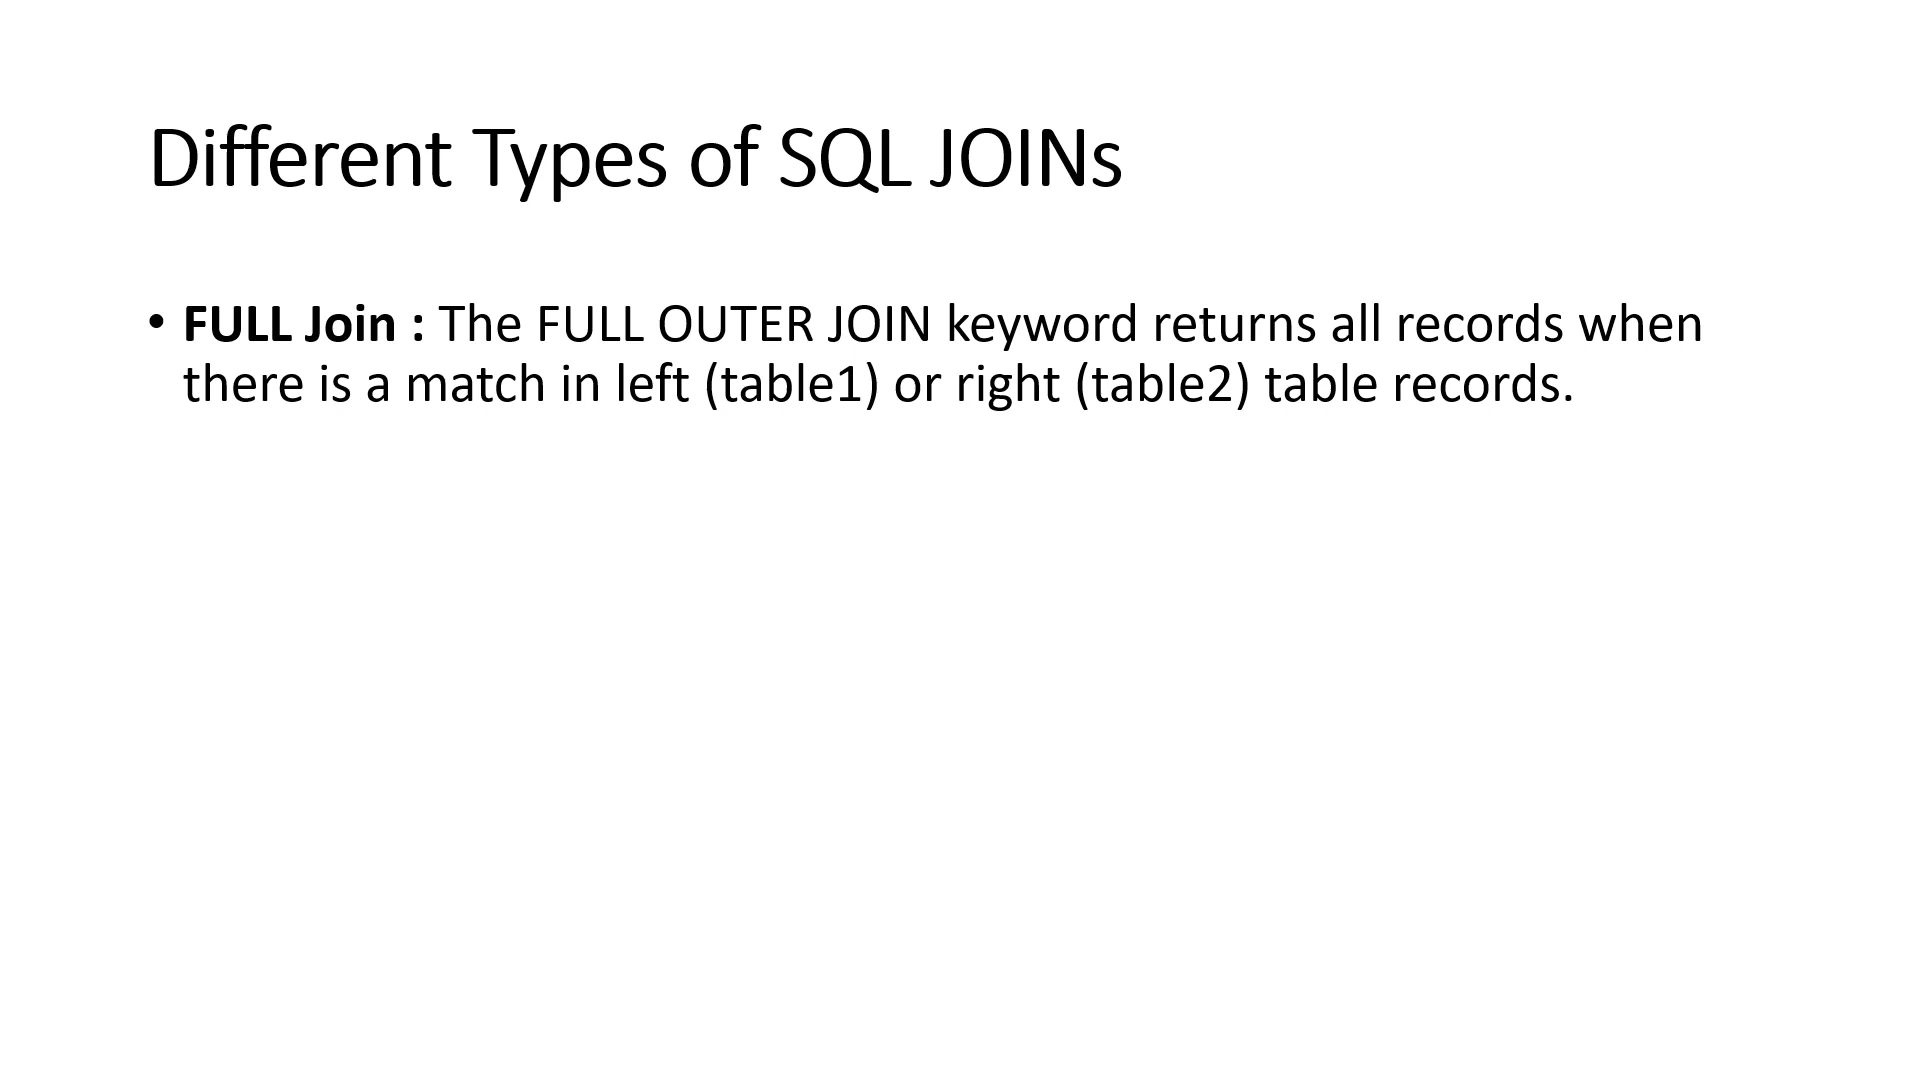 Different Types of SQL JOINs
• FULL Join : The FULL OUTER JOIN keyword returns all records when
there is a match in left (table1) or right (table2) table records.